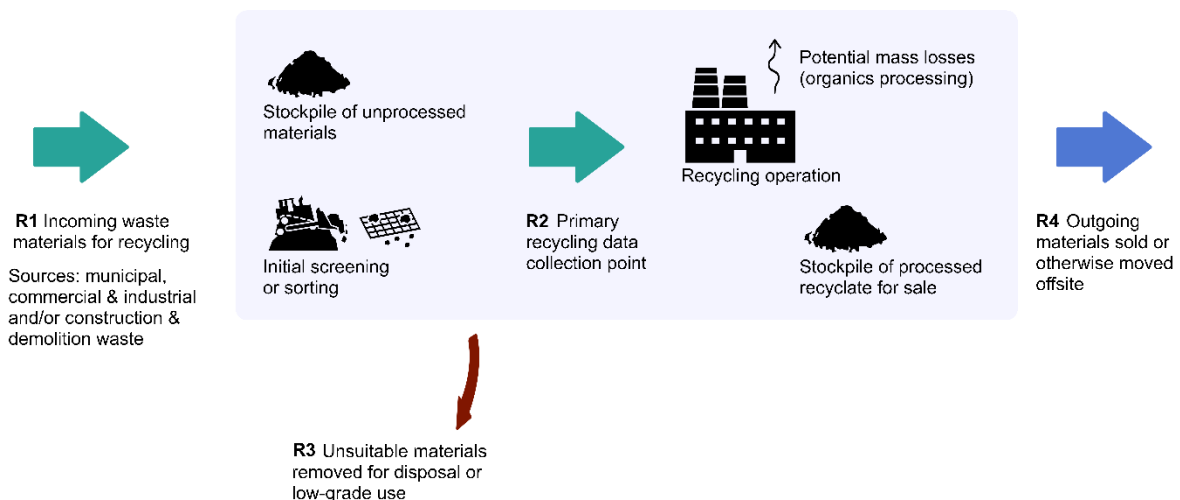 R1 Incoming waste
materials for recycling
Sources: municipal,
commercial & industrial
and/or construction &
demolition waste
Stockpile of unprocessed
materials
Initial screening
or sorting
R3 Unsuitable materials
removed for disposal or
low-grade use
R2 Primary
recycling data
collection point
Potential mass losses
(organics processing)
Recycling operation
Stockpile of processed
recyclate for sale
R4 Outgoing
materials sold or
otherwise moved
offsite